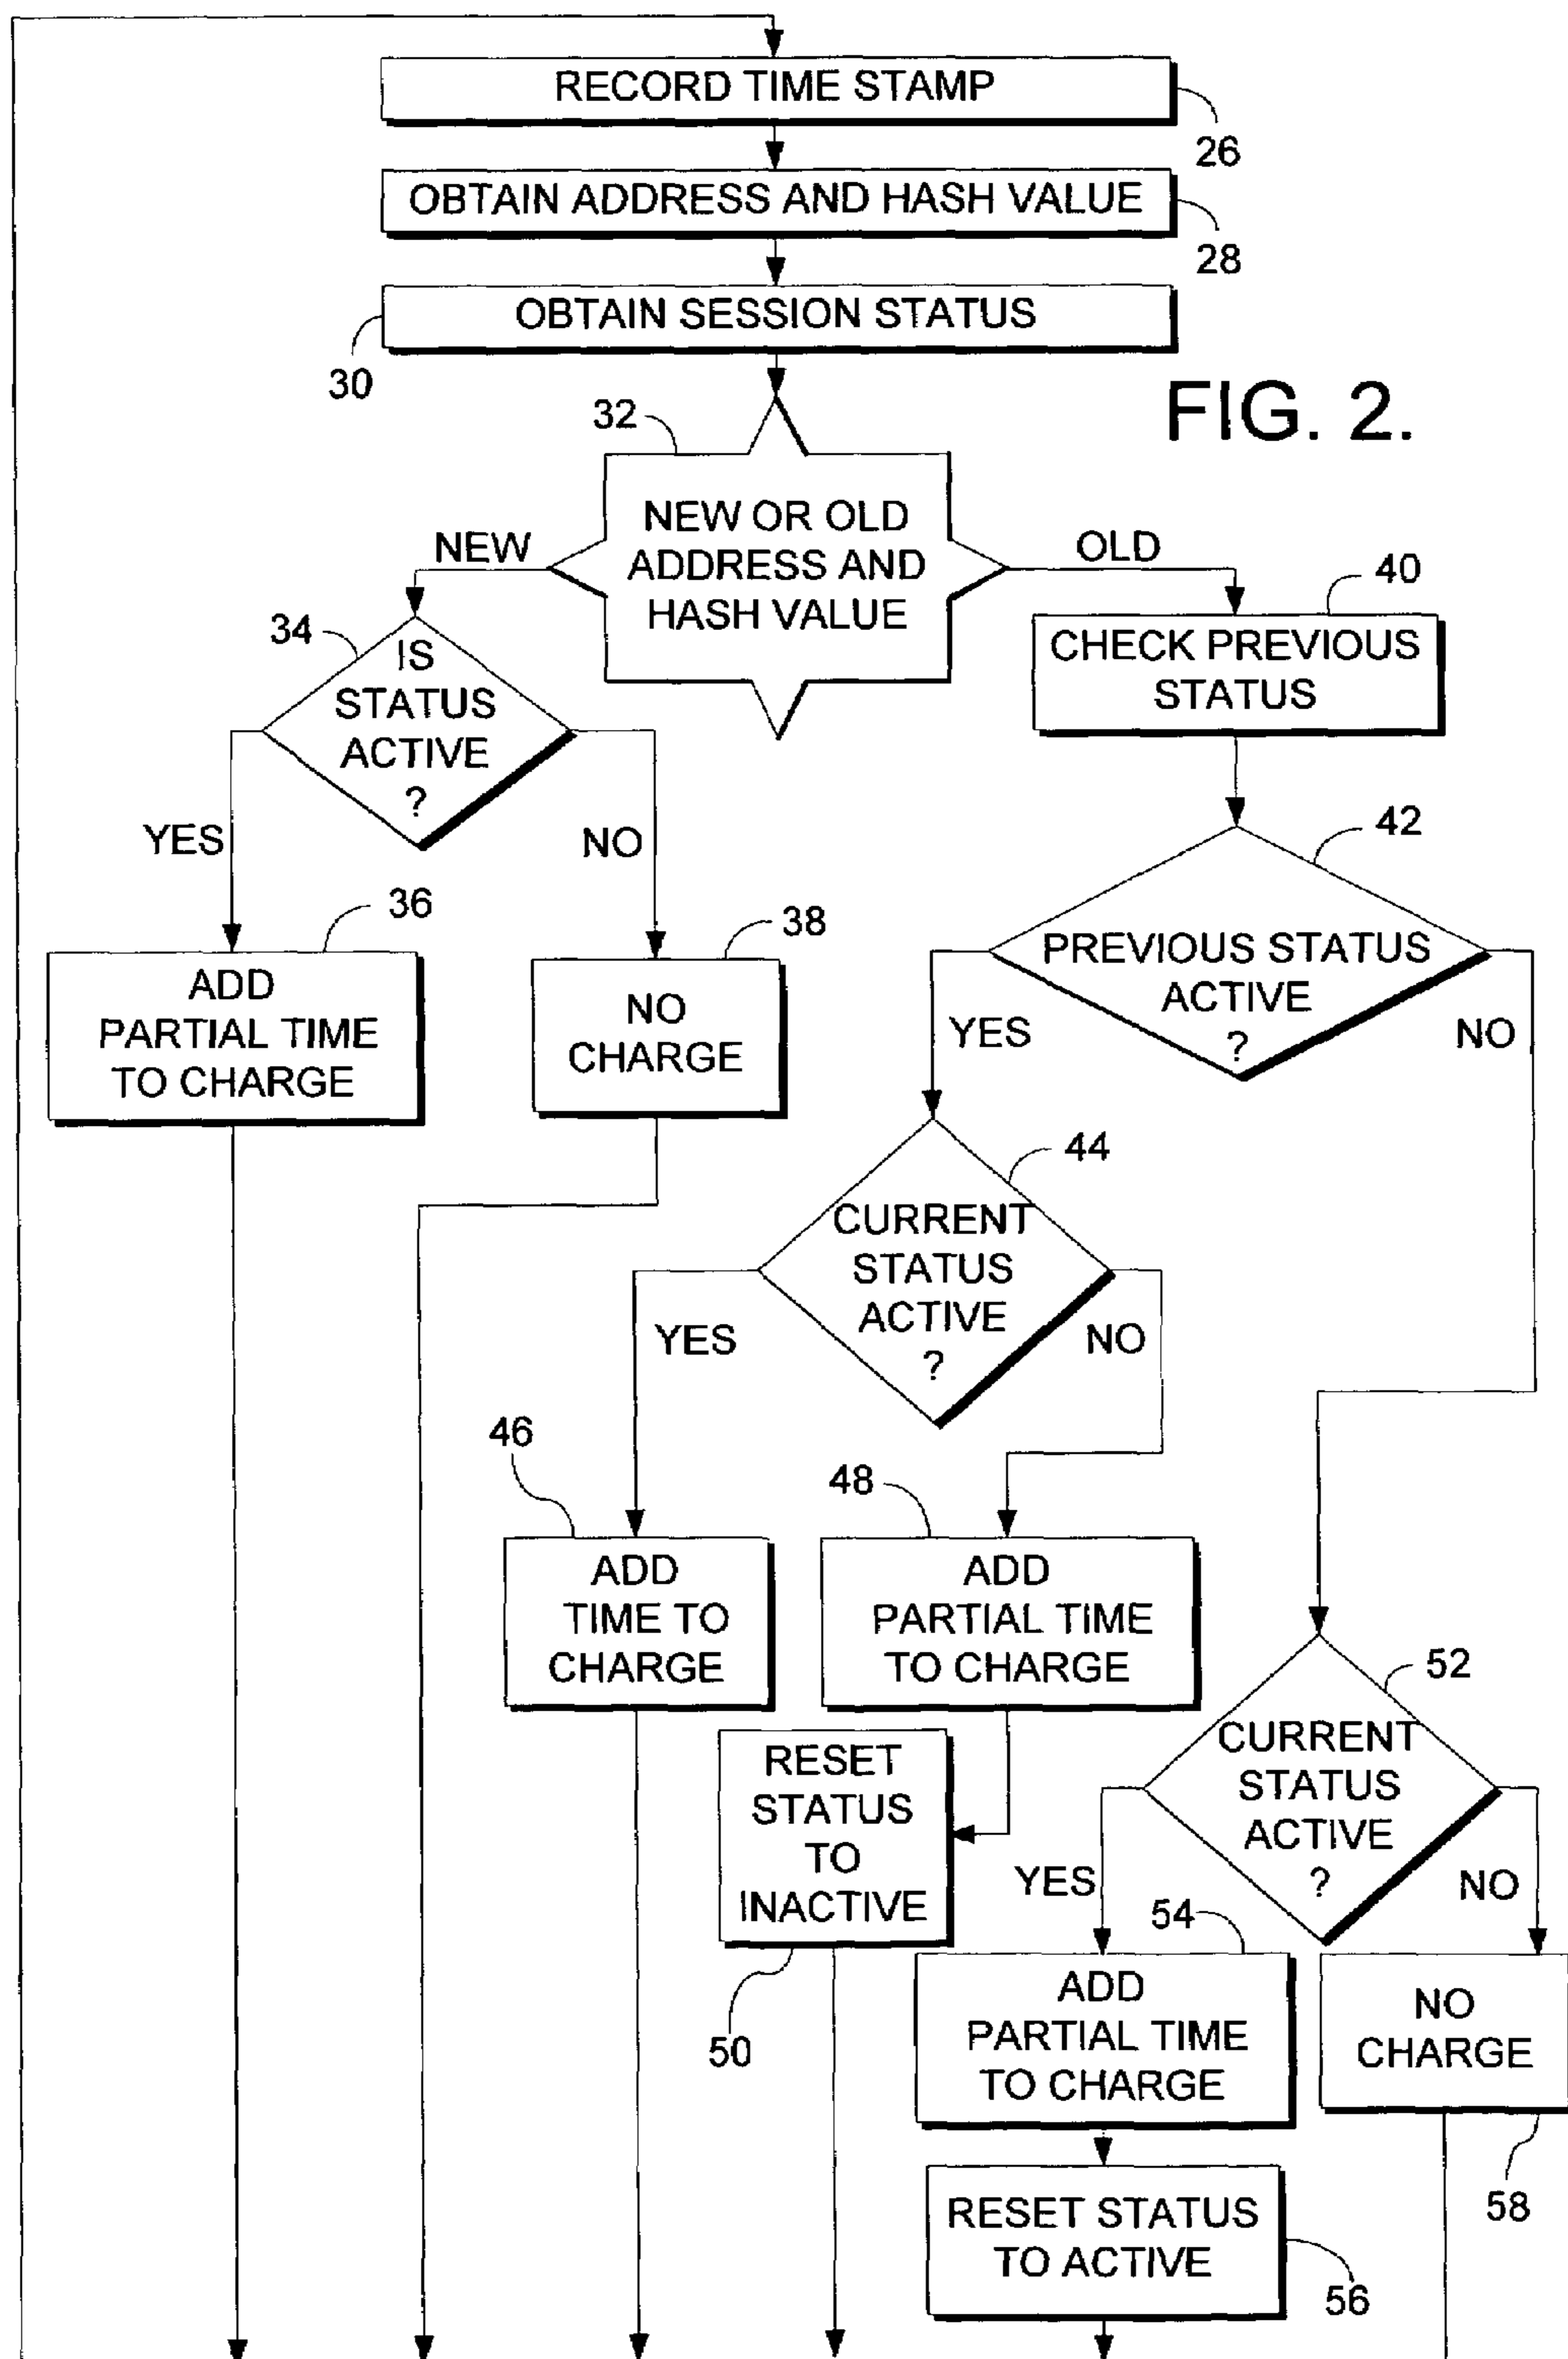 RECORD TIME STAMP
26
OBTAIN ADDRESS AND HASH VALUE
28
OBTAIN SESSION STATUS
30
FIG. 2.
32
NEW OR OLD
ADDRESS AND
HASH VALUE
NEW
OLD
34
IS
STATUS
ACTIVE
?
YES
NO
40
CHECK PREVIOUS
STATUS
36
ADD
PARTIAL TIME
TO CHARGE
38
NO
CHARGE
42
PREVIOUS STATUS
ACTIVE
?
YES
NO
44
CURRENT
STATUS
ACTIVE
?
YES
NO
46
ADD
TIME TO
CHARGE
48
ADD
PARTIAL TIME
TO CHARGE
RESET
STATUS
TO
INACTIVE
50
52
CURRENT
STATUS
ACTIVE
?
YES
NO
54
ADD
PARTIAL TIME
TO CHARGE
NO
CHARGE
58
RESET STATUS
TO ACTIVE
56